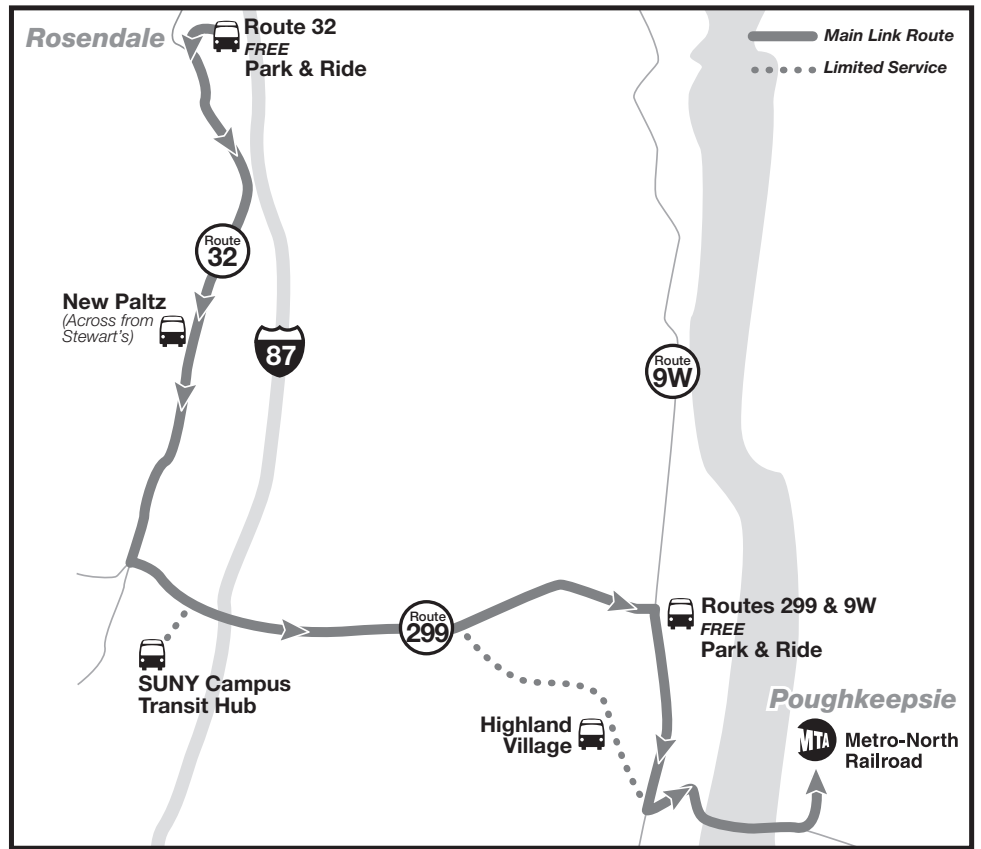 Rosendale
Route 32
FREE
Park & Ride
Main Link Route
Limited Service
Route
32
New Paltz
(Across from
Stewart's)
87
Route
9W
Route
299
Routes 299 & 9W
FREE
Park & Ride
SUNY Campus
Transit Hub
Highland
Village
Poughkeepsie
MTA
Metro-North
Railroad